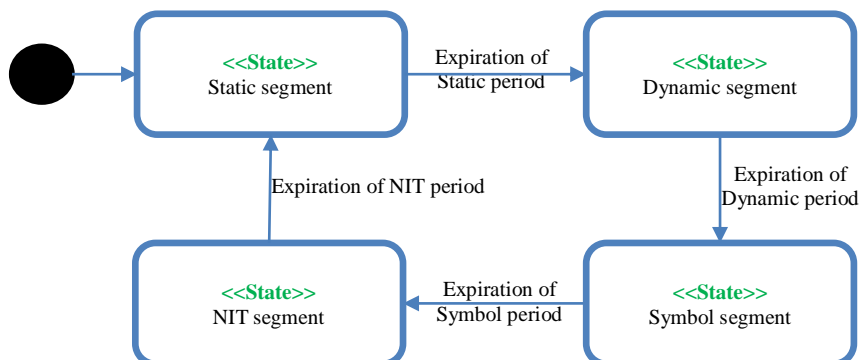 <<State>>
Static segment
Expiration of
Static period
<<State>>
Dynamic segment
Expiration of NIT period
Expiration of
Dynamic period
<<State>>
NIT segment
Expiration of
Symbol period
<<State>>
Symbol segment